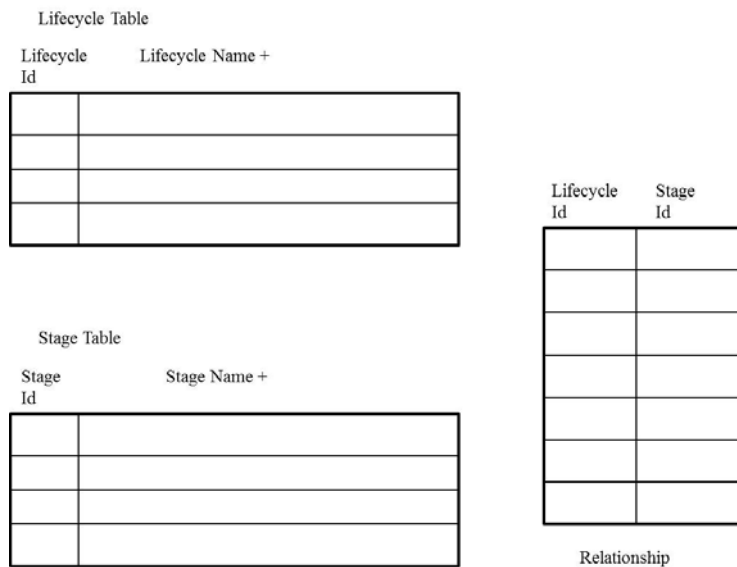 Lifecycle Table
Lifecycle Id
Lifecycle Name +
Stage Table
Stage Id
Stage Name +
Lifecycle Id
Stage Id
Relationship